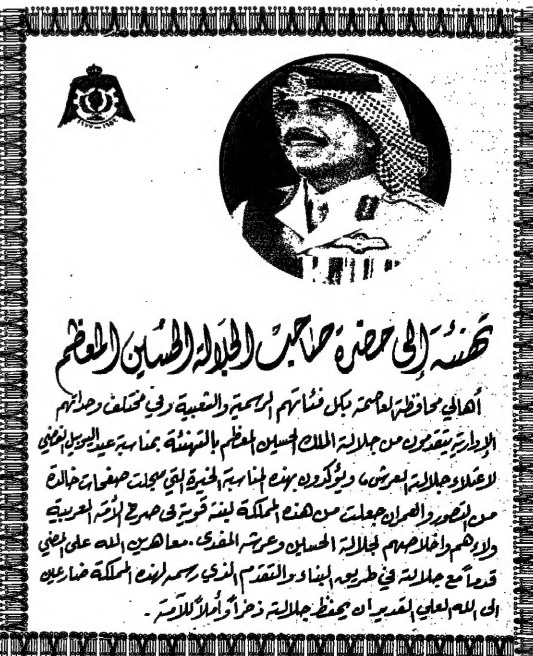 تهنئة إلى حضرة صاحب الجلالة الحسين المعظم
أهالي محافظة العاصمة بكل فئاتهم الرسمية والشعبية وفي مختلف وحداتهم
الإدارية يتقدمون من جلالة الملك الحسين المعظم بالتهنئة بمناسبة عيد اليوبيل الفضي
لاعتلاء جلالته العرش، ويؤكدون بهذه المناسبة الخيرة التي سجلت صفحات خالدة
من التطور والعمران جعلت من هذه المملكة لبنة قوية في صرح الأمة العربية
ولاءهم واخلاصهم لجلالة الحسين وعرشه المفدى. معاهدين الله على المضي
قدماً مع جلالته في طريق البناء والتقدم الذي رسمه لهذه المملكة ضارعين
الى الله العلي القدير ان يحفظ جلالته ذخراً وأملاً للأمة.